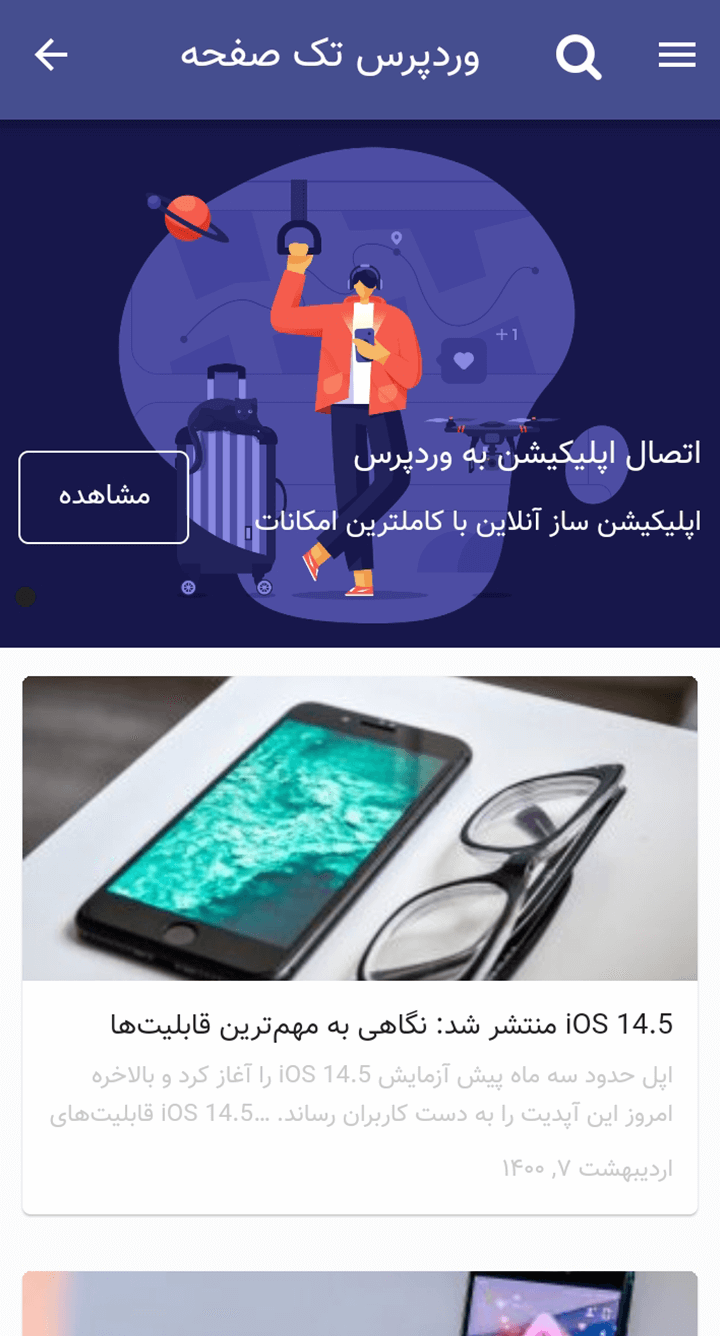 وردپرس تک صفحه
+1
اتصال اپلیکیشن به وردپرس
مشاهده
اپلیکیشن ساز آنلاین با کاملترین امکانات
iOS 14.5 منتشر شد: نگاهی به مهم‌ترین قابلیت‌ها
اپل حدود سه ماه پیش آزمایش iOS 14.5 را آغاز کرد و بالاخره
امروز این آپدیت را به دست کاربران رساند. ...iOS 14.5 قابلیت‌های
اردیبهشت ۷, ۱۴۰۰